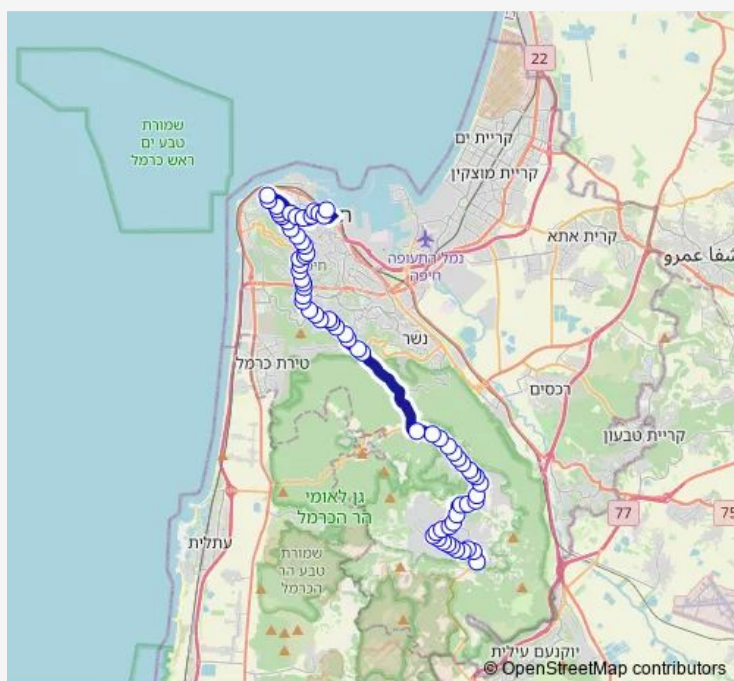 22
שמורת
טבע ים
ראש כרמל
קריית ים
קריית מוצקין
קרית אתא
שפא עמרו
נמל התעופה
חיפה
נשר
טירת כרמל
רכסים
קריית טבעון
גן לאומי
הר הכרמל
77
75
עתלית
שמורת
טבע הר
הכרמל
יוקנעם עילית
© OpenStreetMap contributors